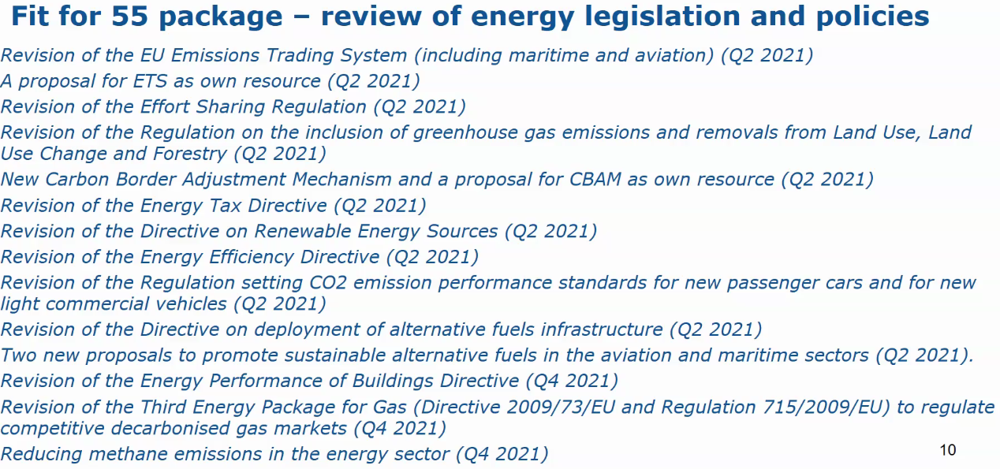 Fit for 55 package – review of energy legislation and policies
Revision of the EU Emissions Trading System (including maritime and aviation) (Q2 2021)
A proposal for ETS as own resource (Q2 2021)
Revision of the Effort Sharing Regulation (Q2 2021)
Revision of the Regulation on the inclusion of greenhouse gas emissions and removals from Land Use, Land
Use Change and Forestry (Q2 2021)
New Carbon Border Adjustment Mechanism and a proposal for CBAM as own resource (Q2 2021)
Revision of the Energy Tax Directive (Q2 2021)
Revision of the Directive on Renewable Energy Sources (Q2 2021)
Revision of the Energy Efficiency Directive (Q2 2021)
Revision of the Regulation setting CO2 emission performance standards for new passenger cars and for new
light commercial vehicles (Q2 2021)
Revision of the Directive on deployment of alternative fuels infrastructure (Q2 2021)
Two new proposals to promote sustainable alternative fuels in the aviation and maritime sectors (Q2 2021).
Revision of the Energy Performance of Buildings Directive (Q4 2021)
Revision of the Third Energy Package for Gas (Directive 2009/73/EU and Regulation 715/2009/EU) to regulate
competitive decarbonised gas markets (Q4 2021)
Reducing methane emissions in the energy sector (Q4 2021)
10